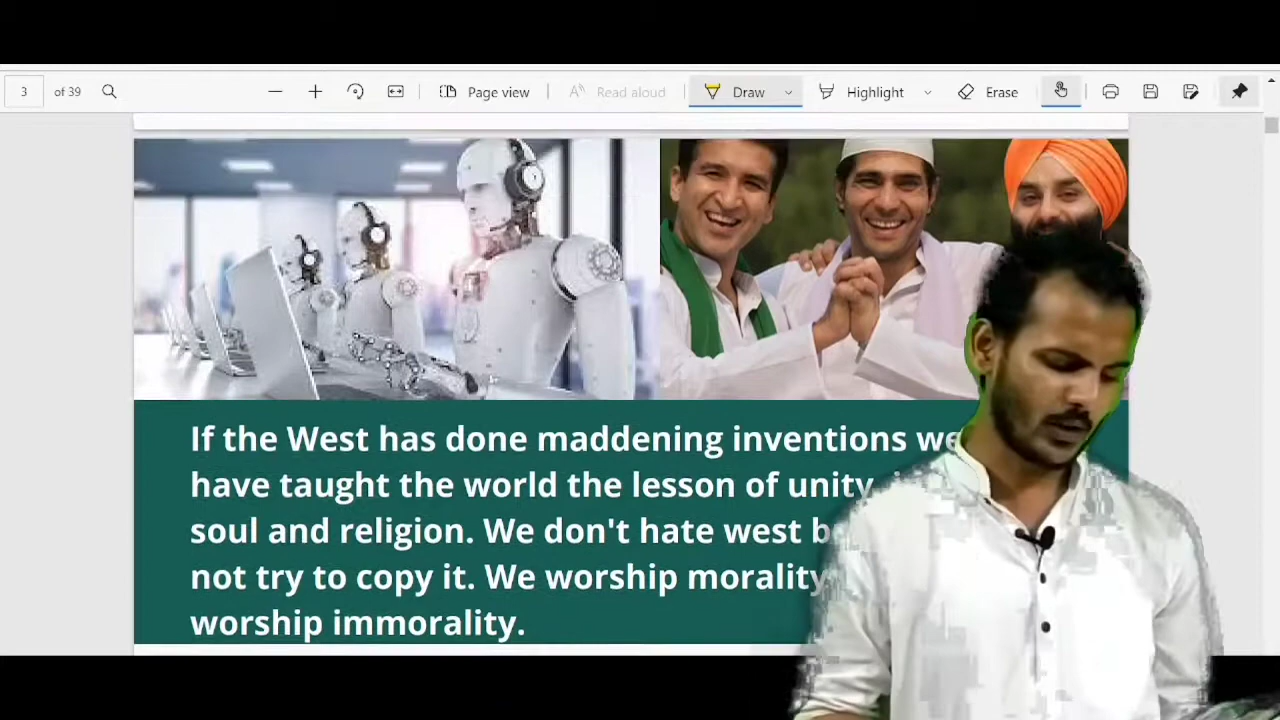 3 of 39 Page view Read aloud Draw Highlight Erase
If the West has done maddening inventions we
have taught the world the lesson of unity
soul and religion. We don't hate west
not try to copy it. We worship morality
worship immorality.